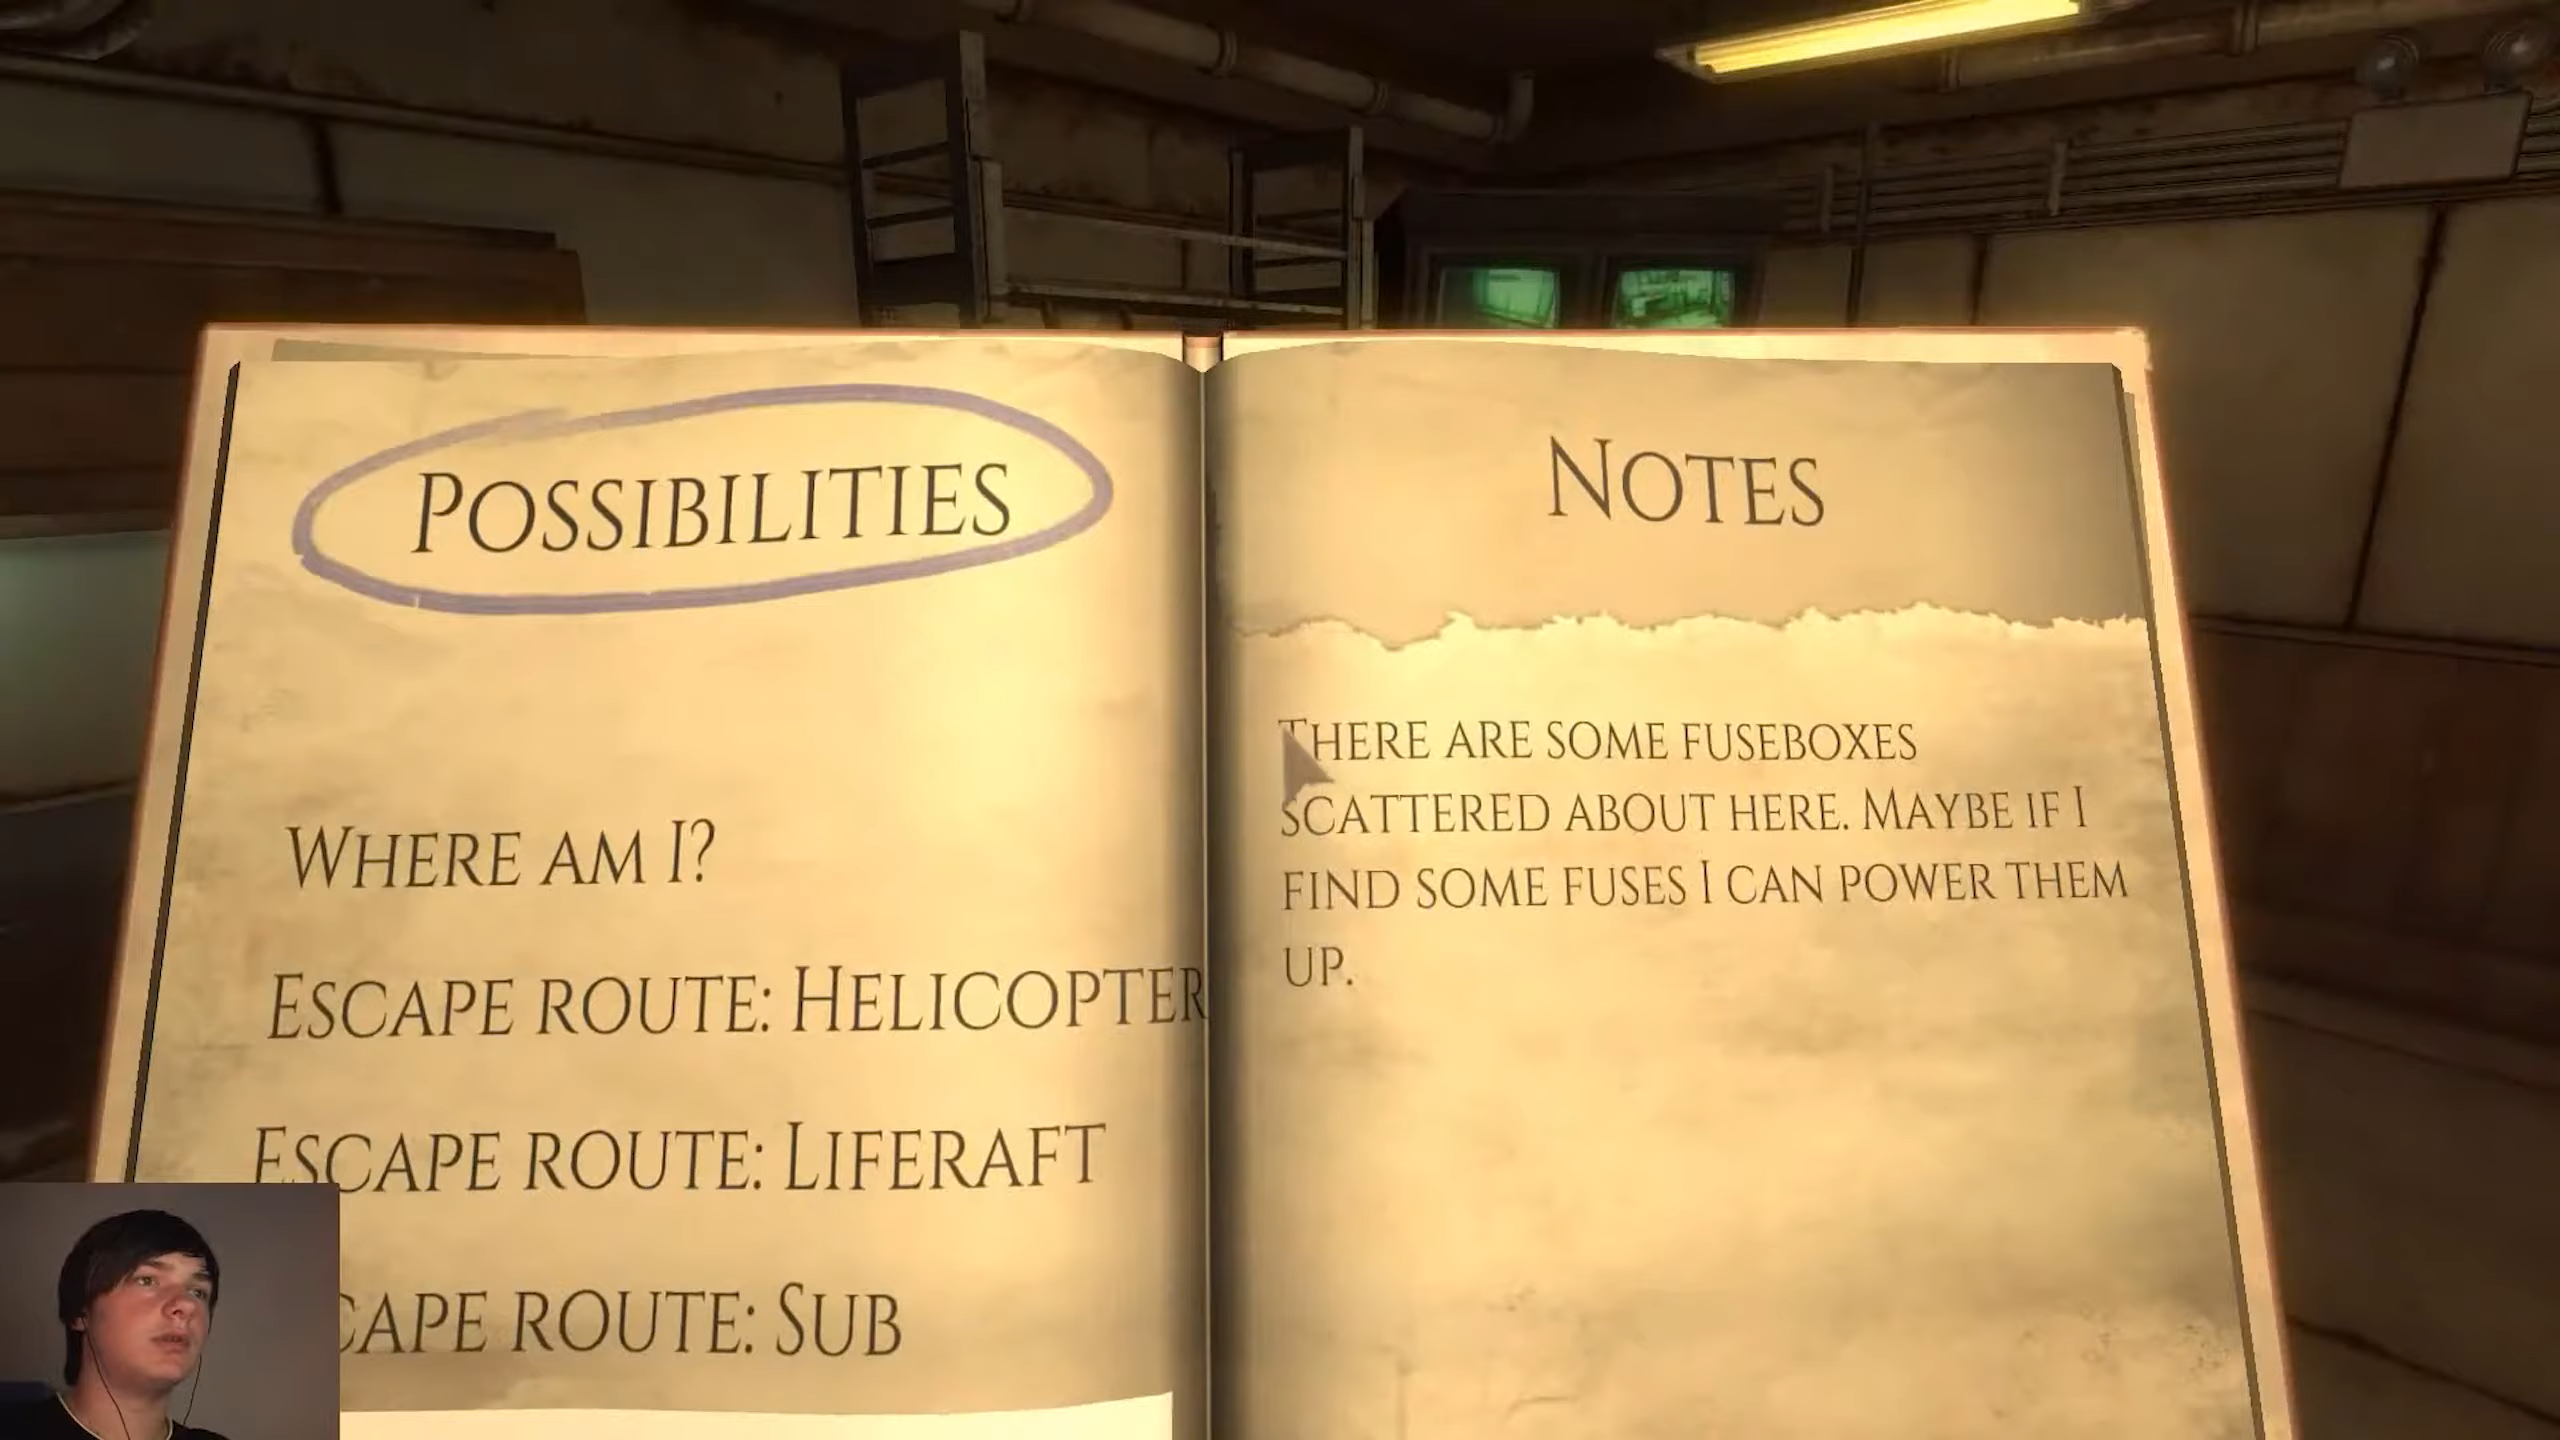 Possibilities
Where am I?
Escape route: Helicopter
Escape route: Liferaft
cape route: Sub
Notes
There are some fuseboxes
scattered about here. Maybe if I
find some fuses I can power them
up.